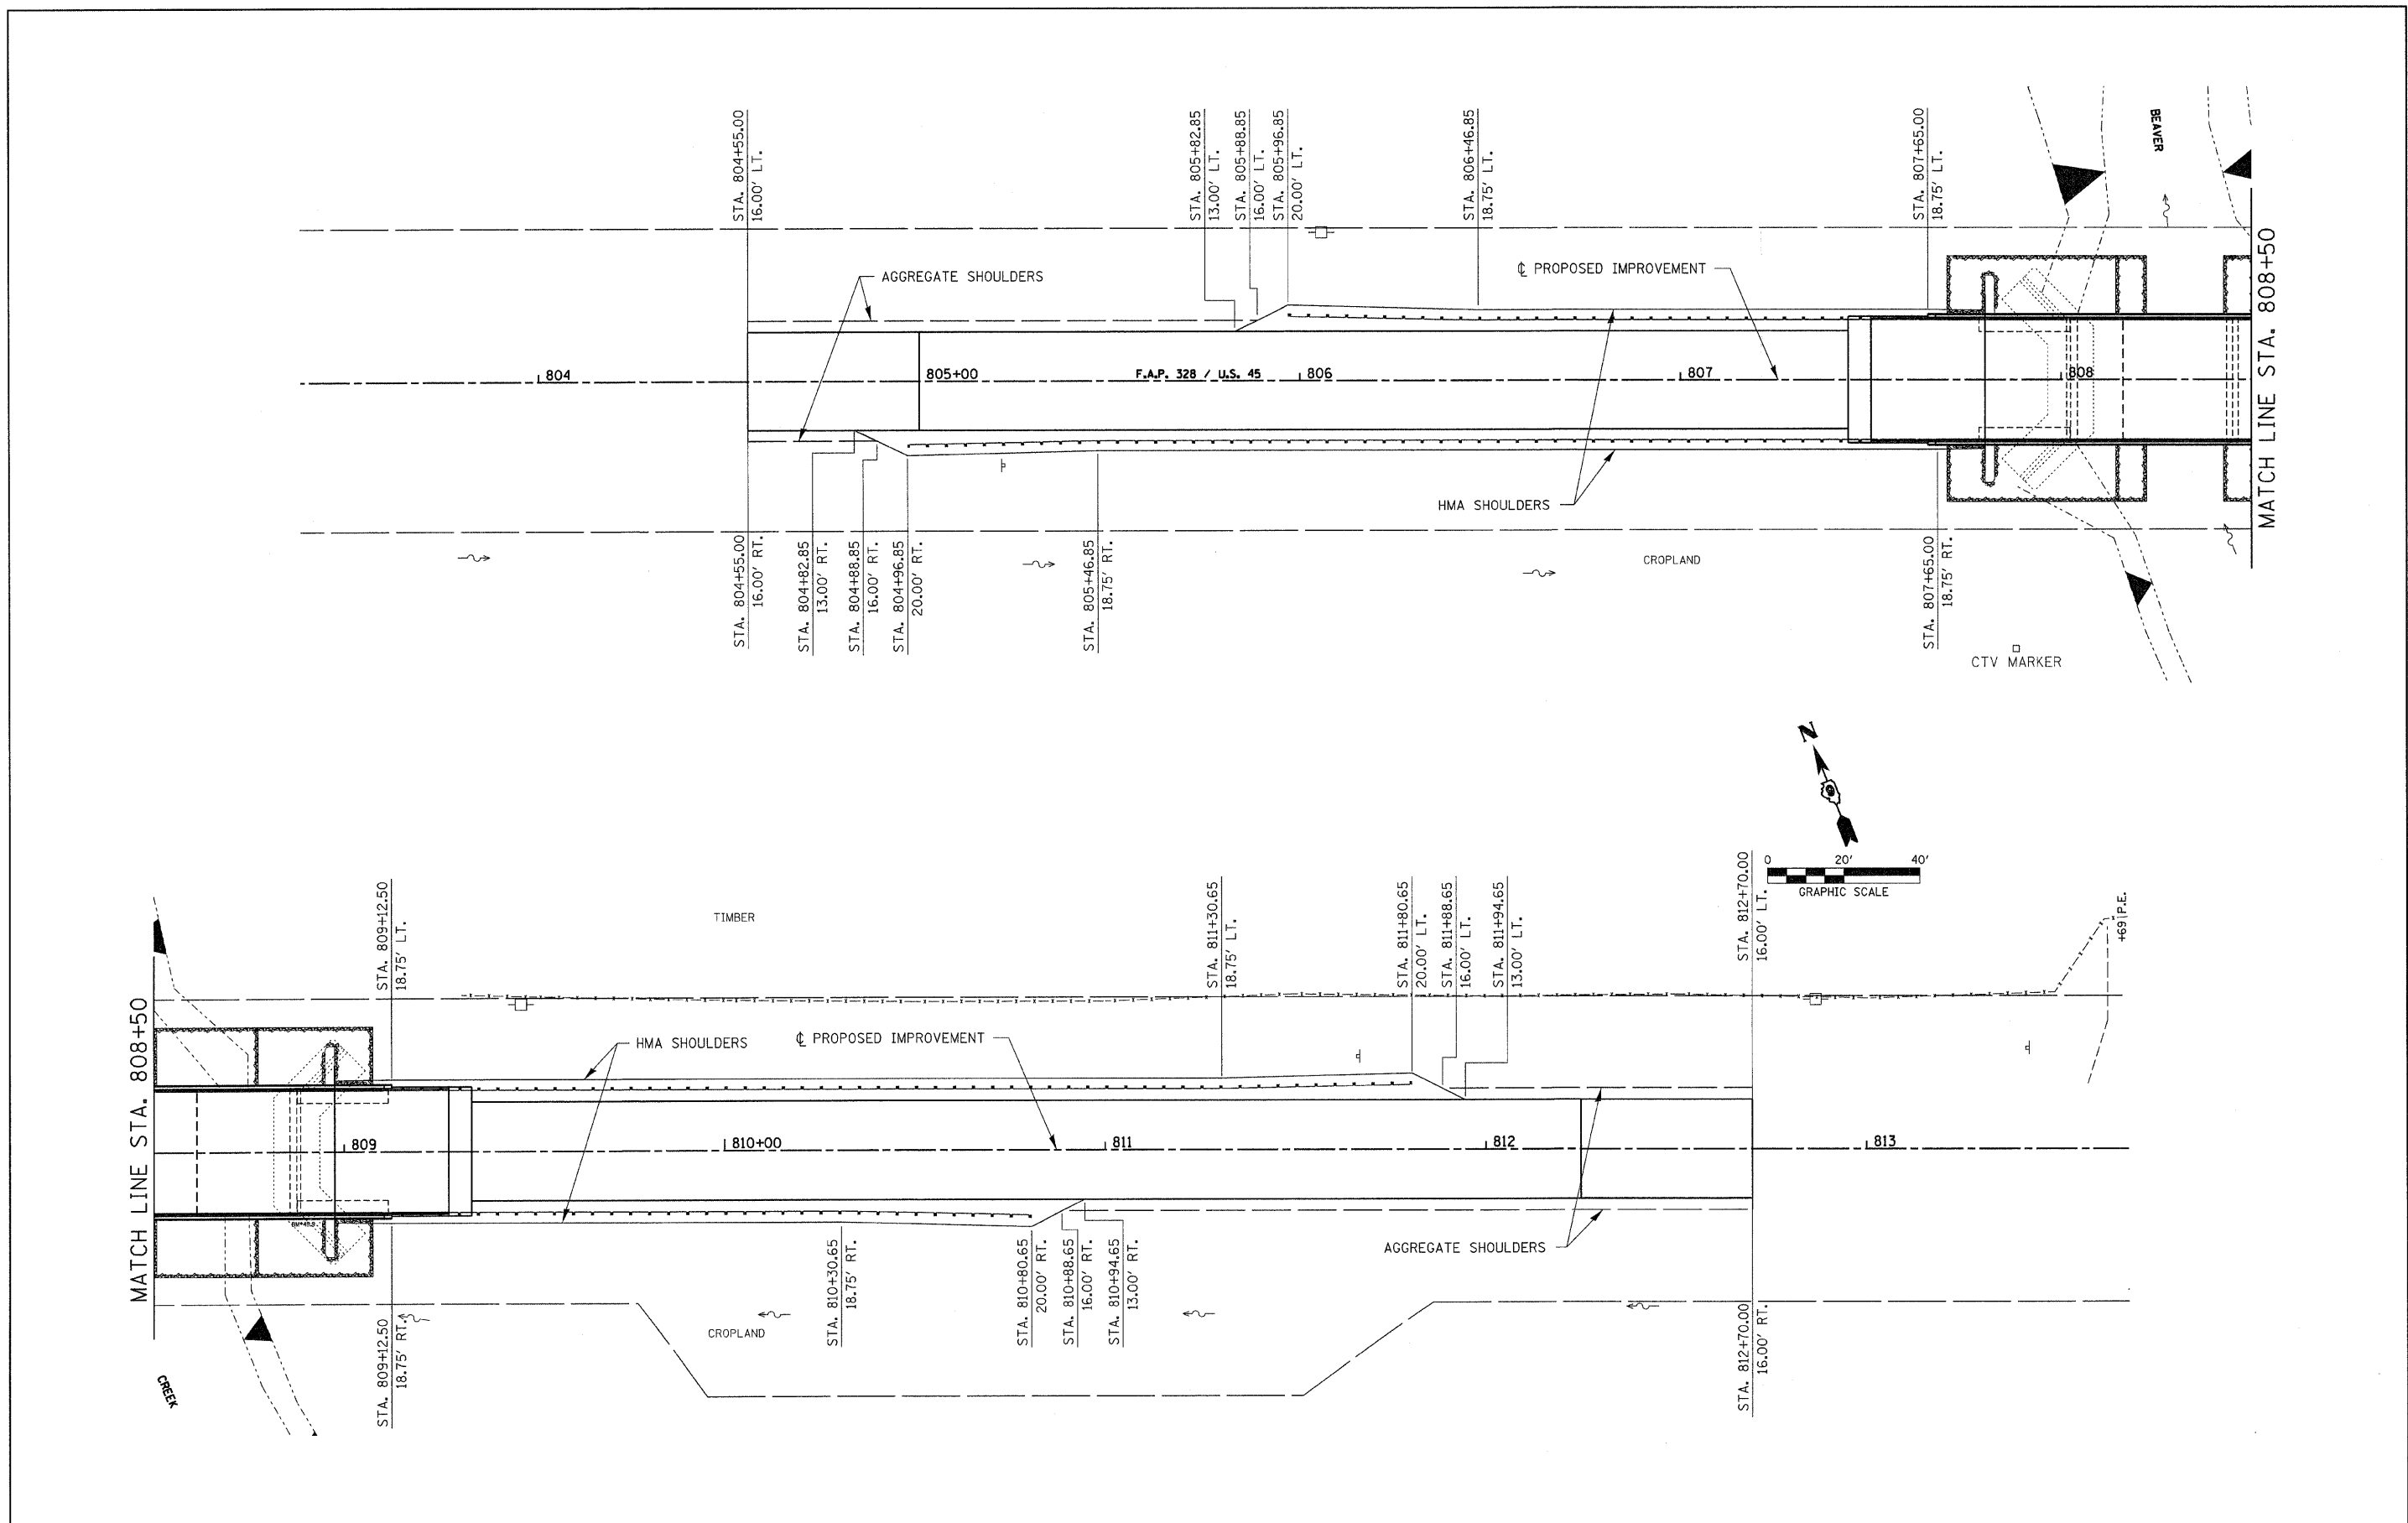 STA. 804+55.00
16.00' LT.
STA. 805+82.85
13.00' LT.
STA. 805+88.85
16.00' LT.
STA. 805+96.85
20.00' LT.
STA. 806+46.85
18.75' LT.
STA. 807+65.00
18.75' LT.
BEAVER
AGGREGATE SHOULDERS
℄ PROPOSED IMPROVEMENT
804
805+00
F.A.P. 328 / U.S. 45
806
807
808
MATCH LINE STA. 808+50
HMA SHOULDERS
CROPLAND
STA. 804+55.00
16.00' RT.
STA. 804+82.85
13.00' RT.
STA. 804+88.85
16.00' RT.
STA. 804+96.85
20.00' RT.
STA. 805+46.85
18.75' RT.
STA. 807+65.00
18.75' RT.
CTV MARKER
N
0 20' 40'
GRAPHIC SCALE
STA. 809+12.50
18.75' LT.
TIMBER
STA. 811+30.65
18.75' LT.
STA. 811+80.65
20.00' LT.
STA. 811+88.65
16.00' LT.
STA. 811+94.65
13.00' LT.
STA. 812+70.00
16.00' LT.
+69 P.E.
MATCH LINE STA. 808+50
HMA SHOULDERS
℄ PROPOSED IMPROVEMENT
809
810+00
811
812
813
AGGREGATE SHOULDERS
STA. 809+12.50
18.75' RT.
CROPLAND
STA. 810+30.65
18.75' RT.
STA. 810+80.65
20.00' RT.
STA. 810+88.65
16.00' RT.
STA. 810+94.65
13.00' RT.
STA. 812+70.00
16.00' RT.
CREEK